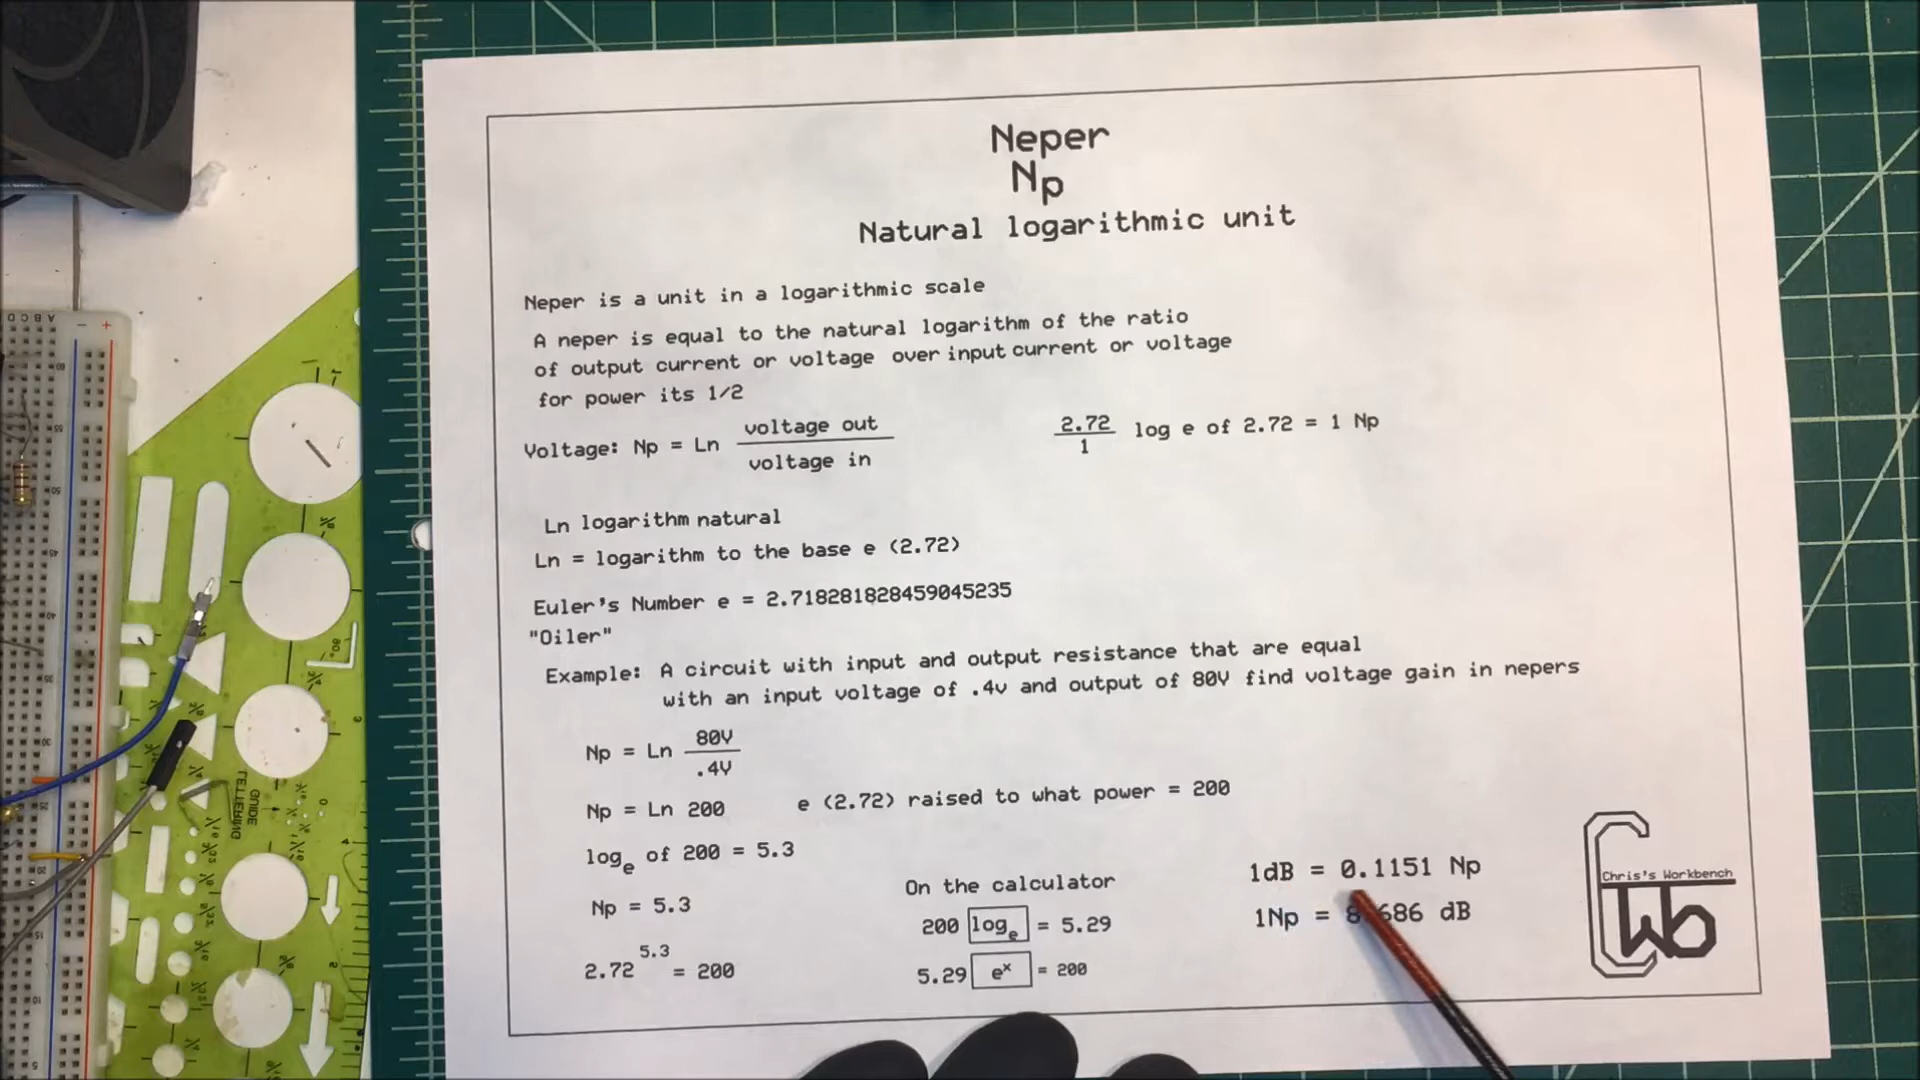 Neper
Np
Natural logarithmic unit
Neper is a unit in a logarithmic scale
A neper is equal to the natural logarithm of the ratio
of output current or voltage over input current or voltage
for power its 1/2
Voltage: Np = Ln voltage out
voltage in
2.72
1
log e of 2.72 = 1 Np
Ln logarithm natural
Ln = logarithm to the base e (2.72)
Euler's Number e = 2.718281828459045235
"Oiler"
Example: A circuit with input and output resistance that are equal
with an input voltage of .4v and output of 80V find voltage gain in nepers
Np = Ln 80V
.4V
Np = Ln 200
e (2.72) raised to what power = 200
logₑ of 200 = 5.3
Np = 5.3
2.72 5.3 = 200
On the calculator
200 logₑ = 5.29
5.29 eˣ = 200
1dB = 0.1151 Np
1Np = 8.686 dB
Chris's Workbench
CWb
LETTERING
GUIDE